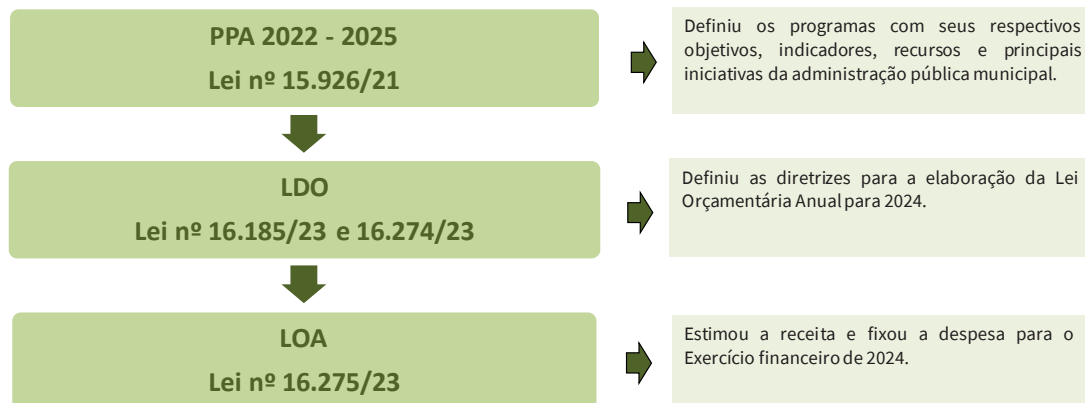 PPA 2022 - 2025
Lei nº 15.926/21
Definiu os programas com seus respectivos
objetivos, indicadores, recursos e principais
iniciativas da administração pública municipal.
LDO
Lei nº 16.185/23 e 16.274/23
Definiu as diretrizes para a elaboração da Lei
Orçamentária Anual para 2024.
LOA
Lei nº 16.275/23
Estimou a receita e fixou a despesa para o
Exercício financeiro de 2024.